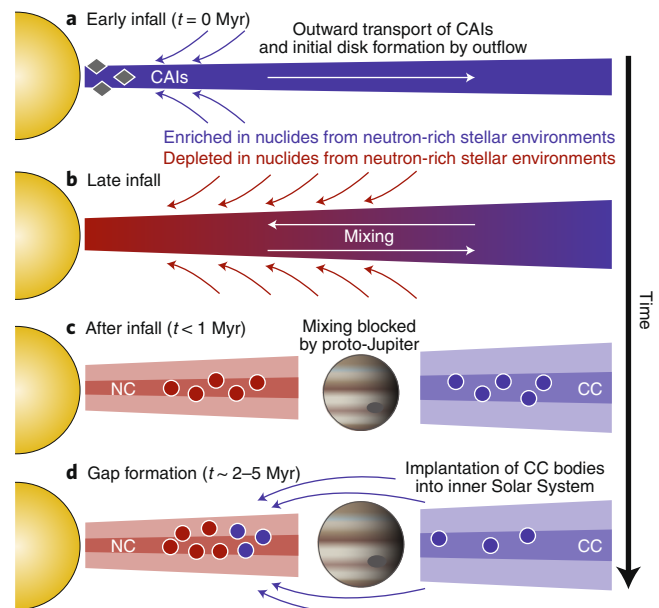 a Early infall (t = 0 Myr)
Outward transport of CAIs
and initial disk formation by outflow
CAIs
Enriched in nuclides from neutron-rich stellar environments
Depleted in nuclides from neutron-rich stellar environments
b Late infall
Mixing
Time
c After infall (t < 1 Myr)
Mixing blocked
by proto-Jupiter
NC
CC
d Gap formation (t ~ 2–5 Myr)
Implantation of CC bodies
into inner Solar System
NC
CC